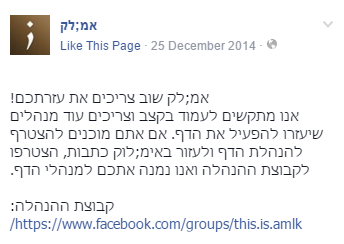 אמ;לק
Like This Page · 25 December 2014 ·
אמ;לק שוב צריכים את עזרתכם!
אנו מתקשים לעמוד בקצב וצריכים עוד מנהלים
שיעזרו להפעיל את הדף. אם אתם מוכנים להצטרף
להנהלת הדף ולעזור באימ;לוק כתבות, הצטרפו
לקבוצת ההנהלה ואנו נמנה אתכם למנהלי הדף.
קבוצת ההנהלה:
https://www.facebook.com/groups/this.is.amlk/